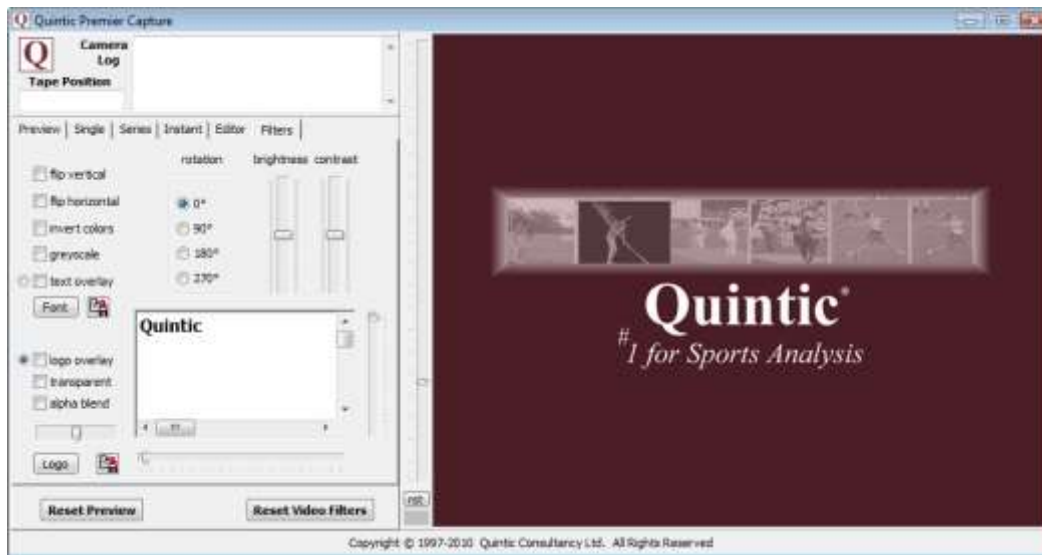 Quintic Premier Capture
Q
Camera
Log
Tape Position
Preview | Single | Series | Instant | Editor | Filters |
rotation brightness contrast
flip vertical
flip horizontal
0°
invert colors
90°
greyscale
180°
text overlay
270°
Font
Quintic
logo overlay
transparent
alpha blend
Logo
Reset Preview
Reset Video Filters
rst
Quintic®
#1 for Sports Analysis
Copyright © 1997-2010 Quintic Consultancy Ltd. All Rights Reserved